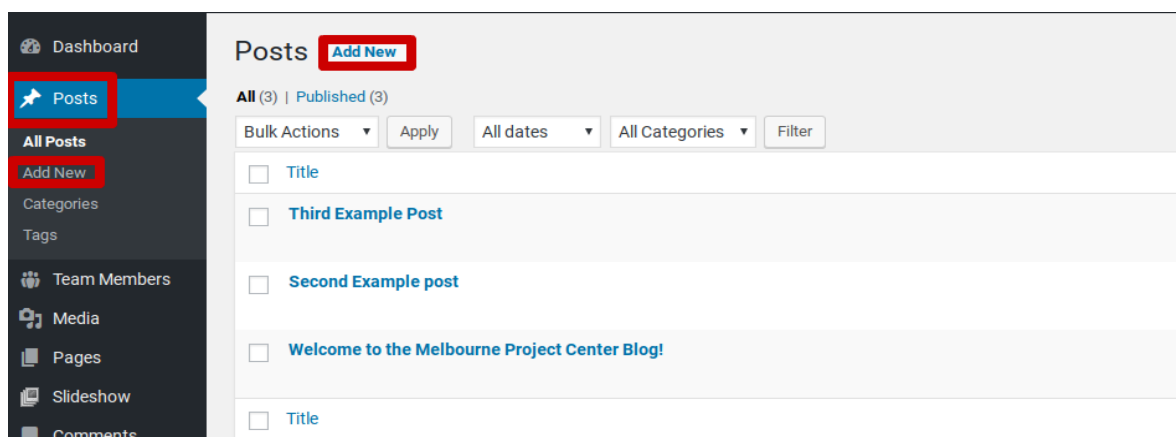 Dashboard
Posts
All Posts
Add New
Categories
Tags
Team Members
Media
Pages
Slideshow
Comments
Posts Add New
All (3) | Published (3)
Bulk Actions Apply All dates All Categories Filter
Title
Third Example Post
Second Example post
Welcome to the Melbourne Project Center Blog!
Title